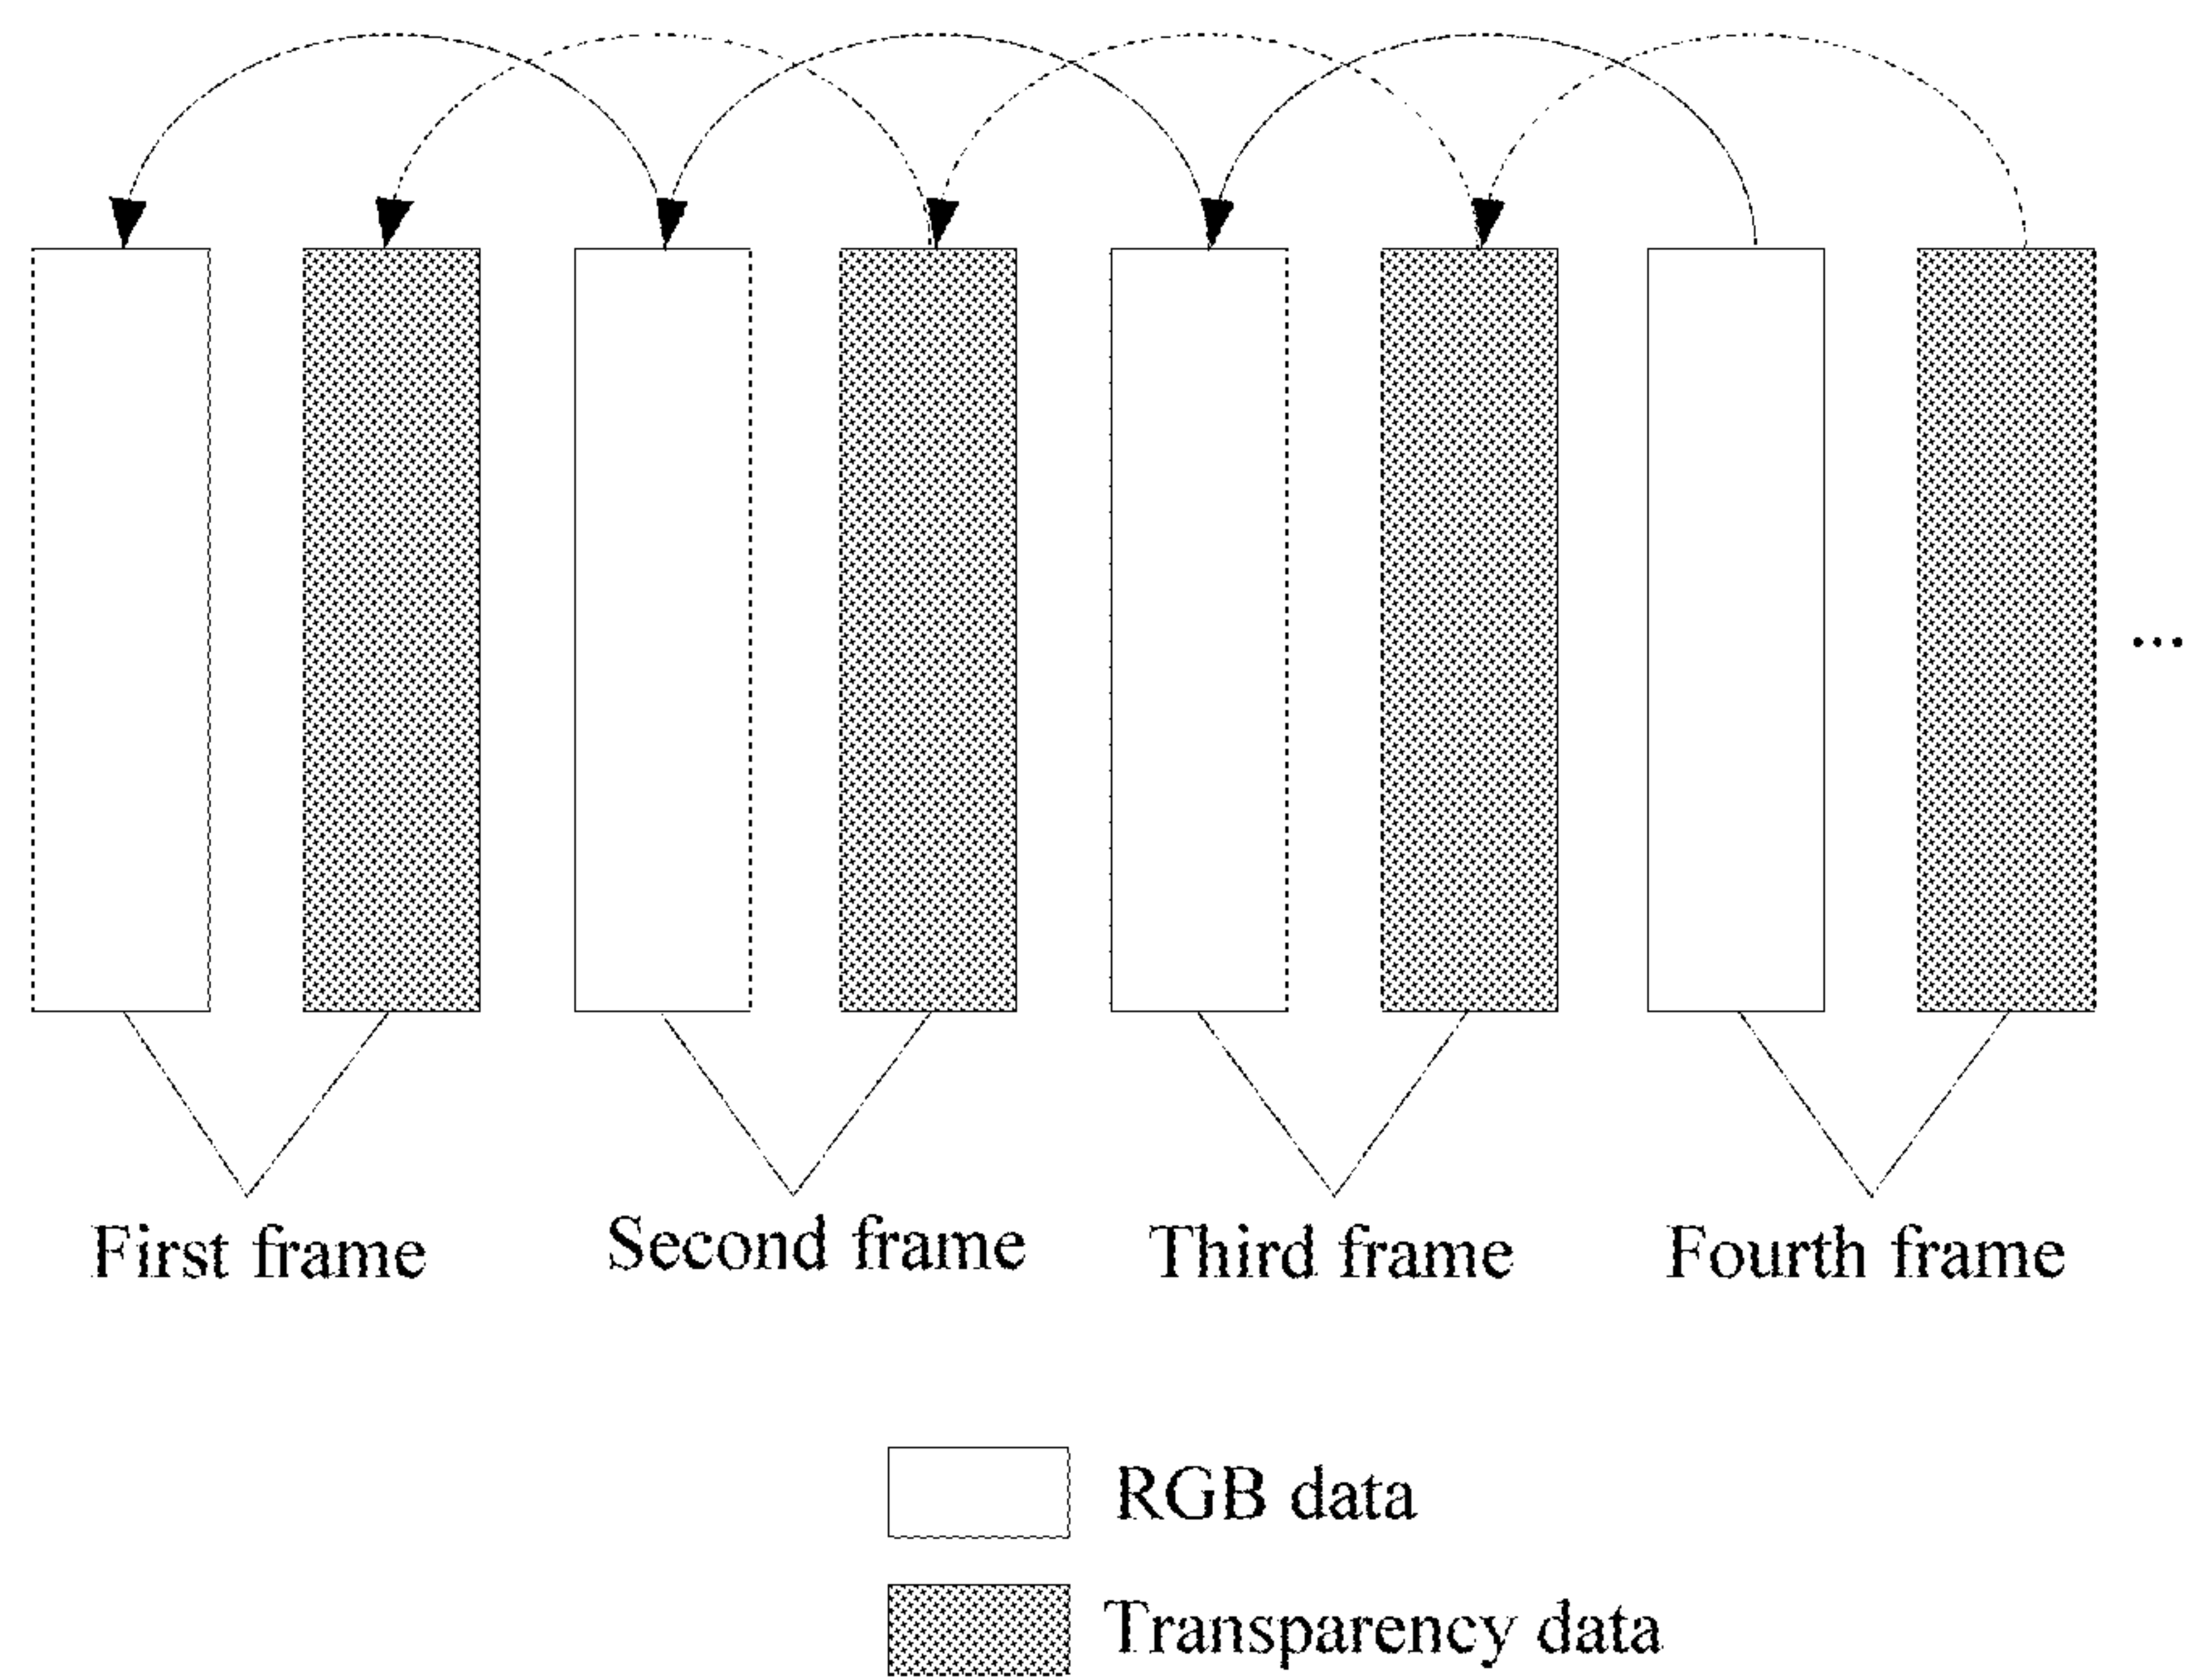 ...
First frame
Second frame
Third frame
Fourth frame
RGB data
Transparency data